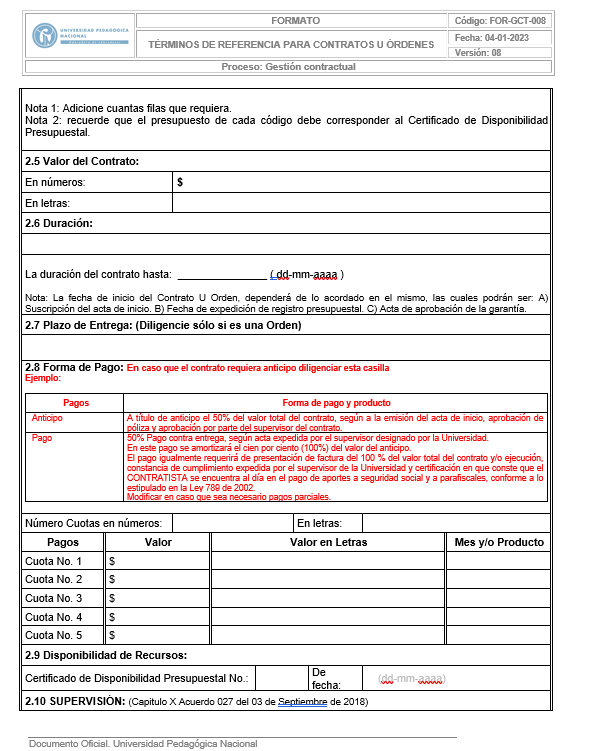 UNIVERSIDAD PEDAGÓGICA
NACIONAL
FORMATO
Código: FOR-GCT-008
TÉRMINOS DE REFERENCIA PARA CONTRATOS U ÓRDENES
Fecha: 04-01-2023
Versión: 08
Proceso: Gestión contractual
Nota 1: Adicione cuantas filas que requiera.
Nota 2: recuerde que el presupuesto de cada código debe corresponder al Certificado de Disponibilidad
Presupuestal.
2.5 Valor del Contrato:
En números: $
En letras:
2.6 Duración:
La duración del contrato hasta: ________________ ( dd-mm-aaaa )
Nota: La fecha de inicio del Contrato U Orden, dependerá de lo acordado en el mismo, las cuales podrán ser: A)
Suscripción del acta de inicio. B) Fecha de expedición de registro presupuestal. C) Acta de aprobación de la garantía.
2.7 Plazo de Entrega: (Diligencie sólo si es una Orden)
2.8 Forma de Pago: En caso que el contrato requiera anticipo diligenciar esta casilla
Ejemplo:
Pagos Forma de pago y producto
Anticipo A título de anticipo el 50% del valor total del contrato, según a la emisión del acta de inicio, aprobación de
póliza y aprobación por parte del supervisor del contrato.
Pago 50% Pago contra entrega, según acta expedida por el supervisor designado por la Universidad.
En este pago se amortizará el cien por ciento (100%) del valor del anticipo.
El pago igualmente requerirá de presentación de factura del 100 % del valor total del contrato y/o ejecución,
constancia de cumplimiento expedida por el supervisor de la Universidad y certificación en que conste que el
CONTRATISTA se encuentra al día en el pago de aportes a seguridad social y a parafiscales, conforme a lo
estipulado en la Ley 789 de 2002.
Modificar en caso que sea necesario pagos parciales.
Número Cuotas en números: En letras:
Pagos Valor Valor en Letras Mes y/o Producto
Cuota No. 1 $
Cuota No. 2 $
Cuota No. 3 $
Cuota No. 4 $
Cuota No. 5 $
2.9 Disponibilidad de Recursos:
Certificado de Disponibilidad Presupuestal No.: De
fecha: (dd-mm-aaaa)
2.10 SUPERVISIÓN: (Capitulo X Acuerdo 027 del 03 de Septiembre de 2018)
Documento Oficial. Universidad Pedagógica Nacional